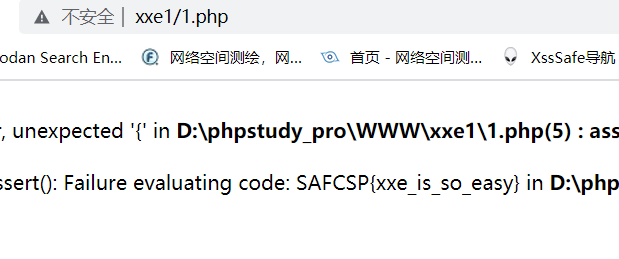 不安全 | xxe1/1.php
odan Search En... 网络空间测绘，网... 首页 - 网络空间测... XssSafe导航
, unexpected '{' in D:\phpstudy_pro\WWW\xxe1\1.php(5) : ass
ssert(): Failure evaluating code: SAFCSP{xxe_is_so_easy} in D:\php